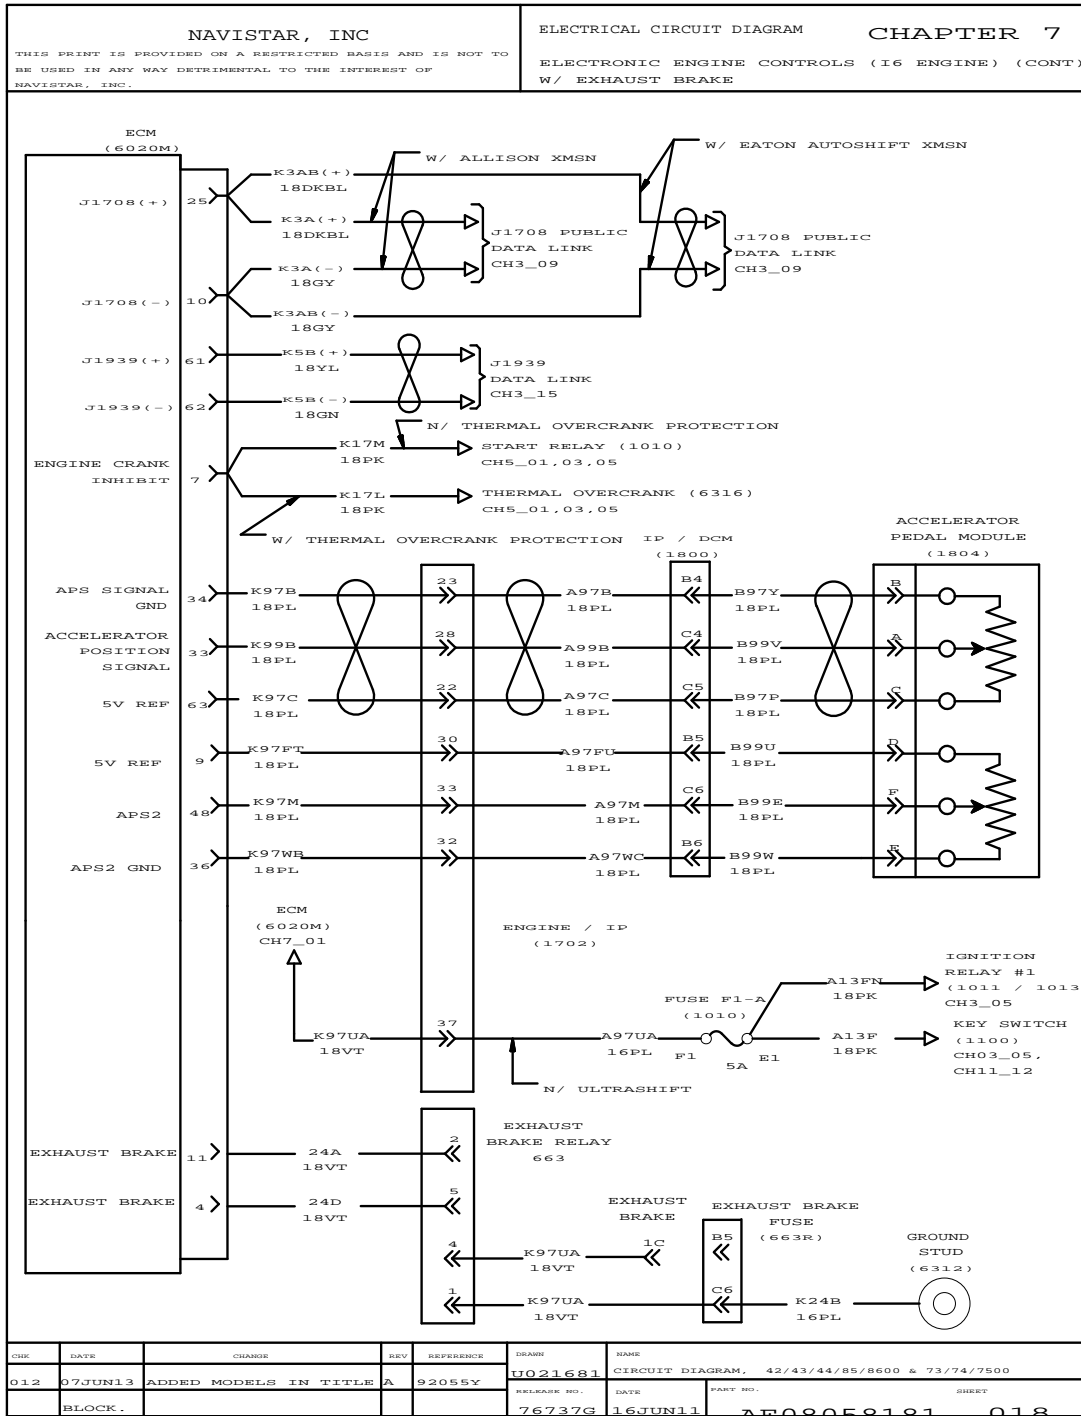 NAVISTAR, INC
THIS PRINT IS PROVIDED ON A RESTRICTED BASIS AND IS NOT TO
BE USED IN ANY WAY DETRIMENTAL TO THE INTEREST OF
NAVISTAR, INC.
ELECTRICAL CIRCUIT DIAGRAM
CHAPTER 7
ELECTRONIC ENGINE CONTROLS (I6 ENGINE) (CONT)
W/ EXHAUST BRAKE
ECM
(6020M)
W/ ALLISON XMSN
W/ EATON AUTOSHIFT XMSN
J1708(+)
25
K3AB(+)
18DKBL
K3A(+)
18DKBL
J1708 PUBLIC
DATA LINK
CH3_09
J1708 PUBLIC
DATA LINK
CH3_09
K3A(-)
18GY
J1708(-)
10
K3AB(-)
18GY
J1939(+)
61
K5B(+)
18YL
J1939
DATA LINK
CH3_15
J1939(-)
62
K5B(-)
18GN
N/ THERMAL OVERCRANK PROTECTION
K17M
18PK
START RELAY (1010)
CH5_01,03,05
ENGINE CRANK
INHIBIT
7
K17L
18PK
THERMAL OVERCRANK (6316)
CH5_01,03,05
W/ THERMAL OVERCRANK PROTECTION
IP / DCM
(1800)
ACCELERATOR
PEDAL MODULE
(1804)
APS SIGNAL
GND
34
K97B
18PL
23
A97B
18PL
B4
B97Y
18PL
B
ACCELERATOR
POSITION
SIGNAL
33
K99B
18PL
28
A99B
18PL
C4
B99V
18PL
A
5V REF
63
K97C
18PL
22
A97C
18PL
C5
B97P
18PL
C
5V REF
9
K97FT
18PL
30
A97FU
18PL
B5
B99U
18PL
D
APS2
48
K97M
18PL
33
A97M
18PL
C6
B99E
18PL
F
APS2 GND
36
K97WB
18PL
32
A97WC
18PL
B6
B99W
18PL
E
ECM
(6020M)
CH7_01
ENGINE / IP
(1702)
K97UA
18VT
37
A97UA
16PL
N/ ULTRASHIFT
FUSE F1-A
(1010)
F1
5A
E1
A13FN
18PK
IGNITION
RELAY #1
(1011 / 1013
CH3_05
A13F
18PK
KEY SWITCH
(1100)
CH03_05,
CH11_12
EXHAUST
BRAKE RELAY
663
EXHAUST BRAKE
11
24A
18VT
2
EXHAUST BRAKE
4
24D
18VT
5
EXHAUST
BRAKE
EXHAUST BRAKE
FUSE
(663R)
GROUND
STUD
(6312)
4
K97UA
18VT
1C
B5
1
K97UA
18VT
C6
K24B
16PL
CHK
DATE
CHANGE
REV
REFERENCE
DRAWN
NAME
012
07JUN13
ADDED MODELS IN TITLE
A
92055Y
U021681
CIRCUIT DIAGRAM, 42/43/44/85/8600 & 73/74/7500
BLOCK.
RELEASE NO.
DATE
PART NO.
SHEET
76737G
16JUN11
AE08058181
018